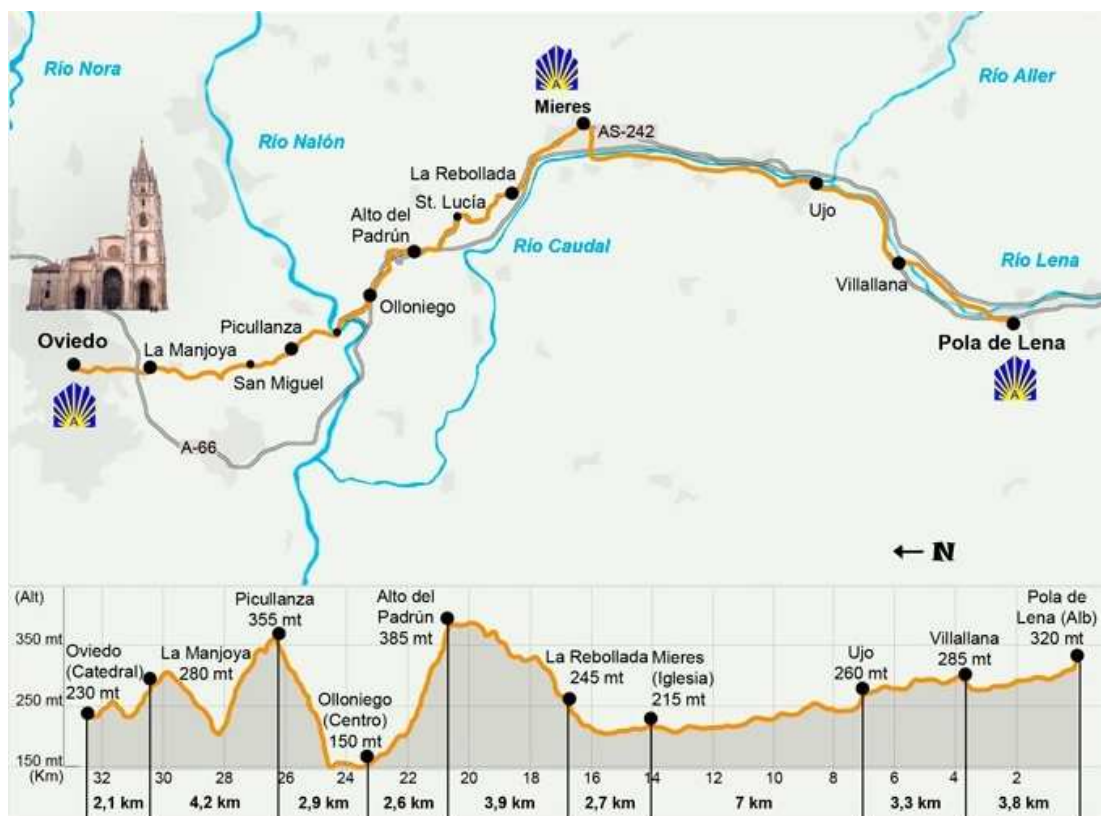 Río Nora
Río Nalón
Mieres
AS-242
Río Aller
La Rebollada
St. Lucía
Alto del
Padrún
Ujo
Río Caudal
Río Lena
Villallana
Olloniego
Picullanza
Oviedo
La Manjoya
San Miguel
Pola de Lena
A
A
A
A-66
N
(Alt)
350 mt
250 mt
150 mt
(Km)
Oviedo
(Catedral)
230 mt
La Manjoya
280 mt
Picullanza
355 mt
Olloniego
(Centro)
150 mt
Alto del
Padrún
385 mt
La Rebollada
245 mt
Mieres
(Iglesia)
215 mt
Ujo
260 mt
Villallana
285 mt
Pola de
Lena (Alb)
320 mt
32 30 28 26 24 22 20 18 16 14 12 10 8 6 4 2
2,1 km 4,2 km 2,9 km 2,6 km 3,9 km 2,7 km 7 km 3,3 km 3,8 km